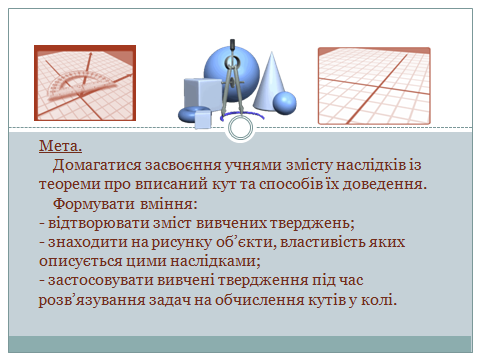 Мета.
Домагатися засвоєння учнями змісту наслідків із
теореми про вписаний кут та способів їх доведення.
Формувати вміння:
- відтворювати зміст вивчених тверджень;
- знаходити на рисунку об’єкти, властивість яких
описується цими наслідками;
- застосовувати вивчені твердження під час
розв’язування задач на обчислення кутів у колі.